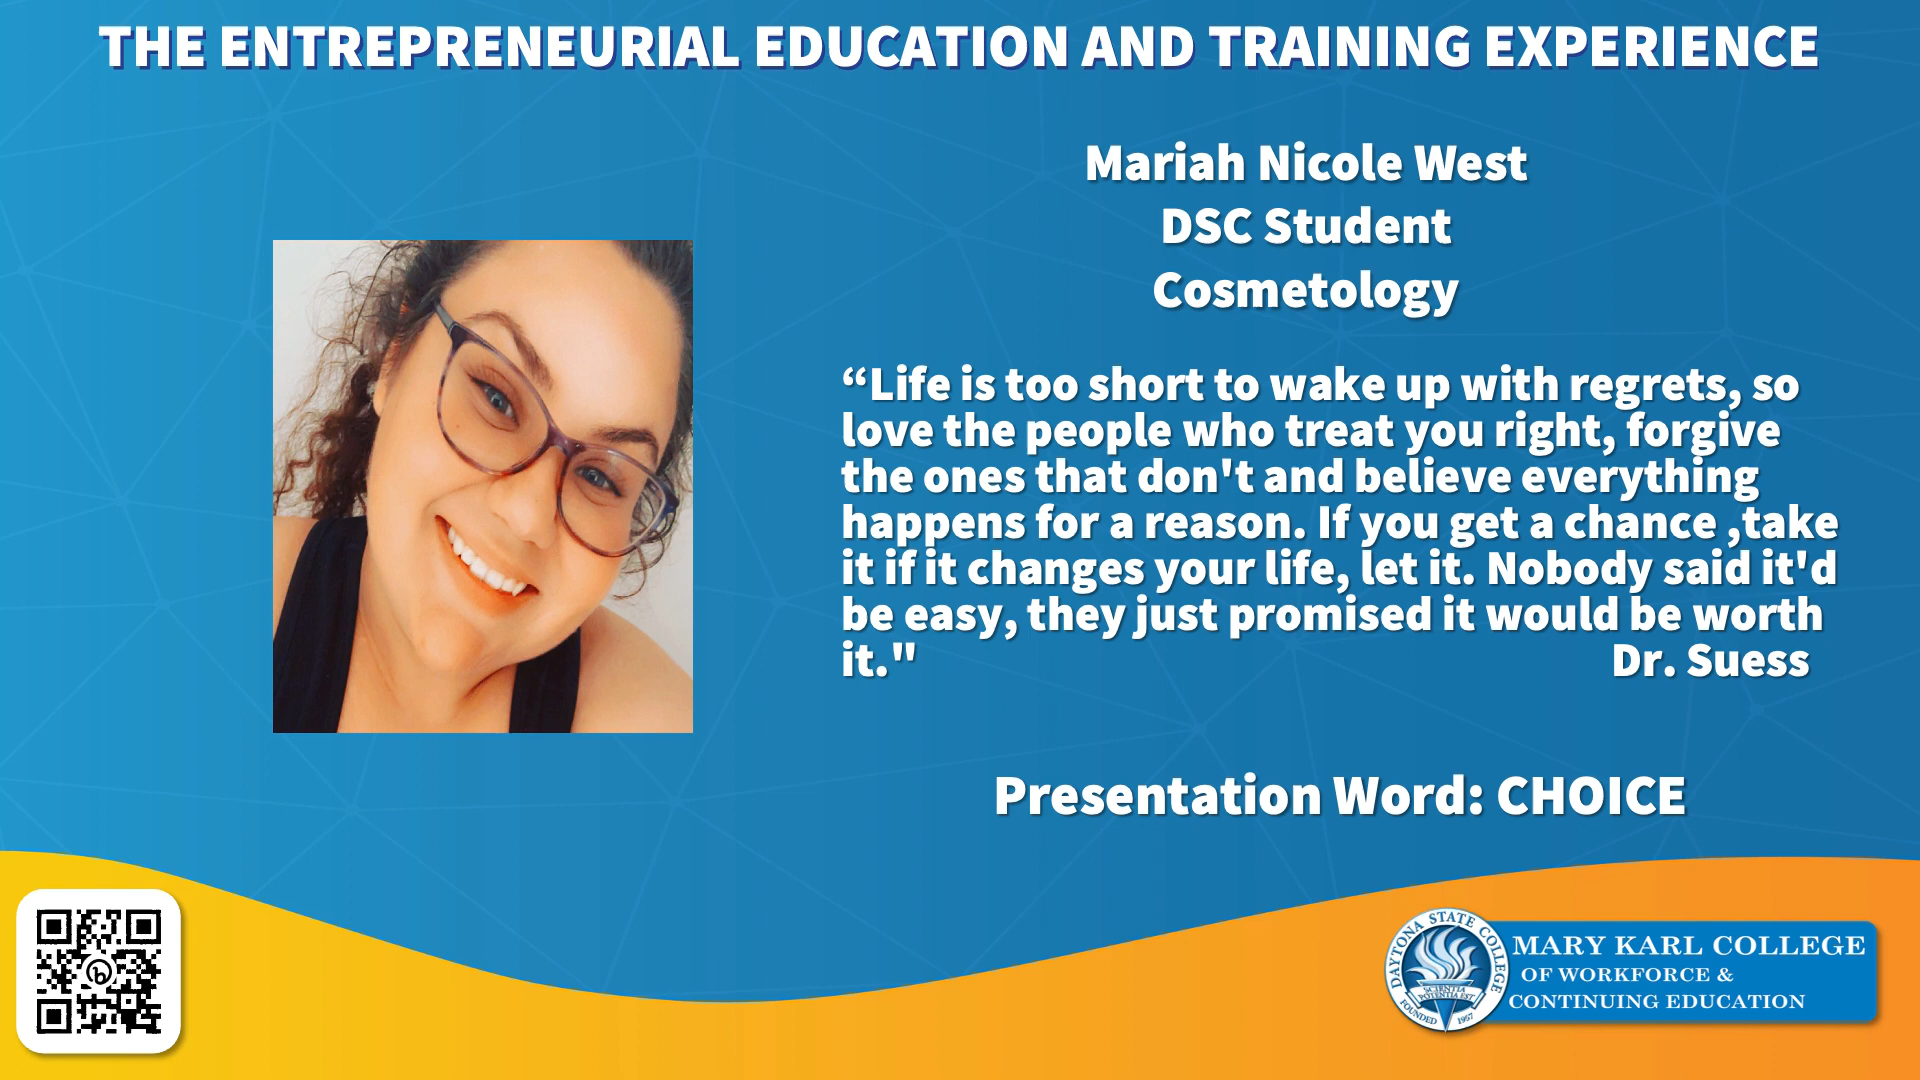 THE ENTREPRENEURIAL EDUCATION AND TRAINING EXPERIENCE
Mariah Nicole West
DSC Student
Cosmetology
“Life is too short to wake up with regrets, so
love the people who treat you right, forgive
the ones that don't and believe everything
happens for a reason. If you get a chance ,take
it if it changes your life, let it. Nobody said it'd
be easy, they just promised it would be worth
it." Dr. Suess
Presentation Word: CHOICE
DAYTONA STATE COLLEGE
SCIENTIA
POTENTIA EST
FOUNDED 1957
MARY KARL COLLEGE
OF WORKFORCE &
CONTINUING EDUCATION